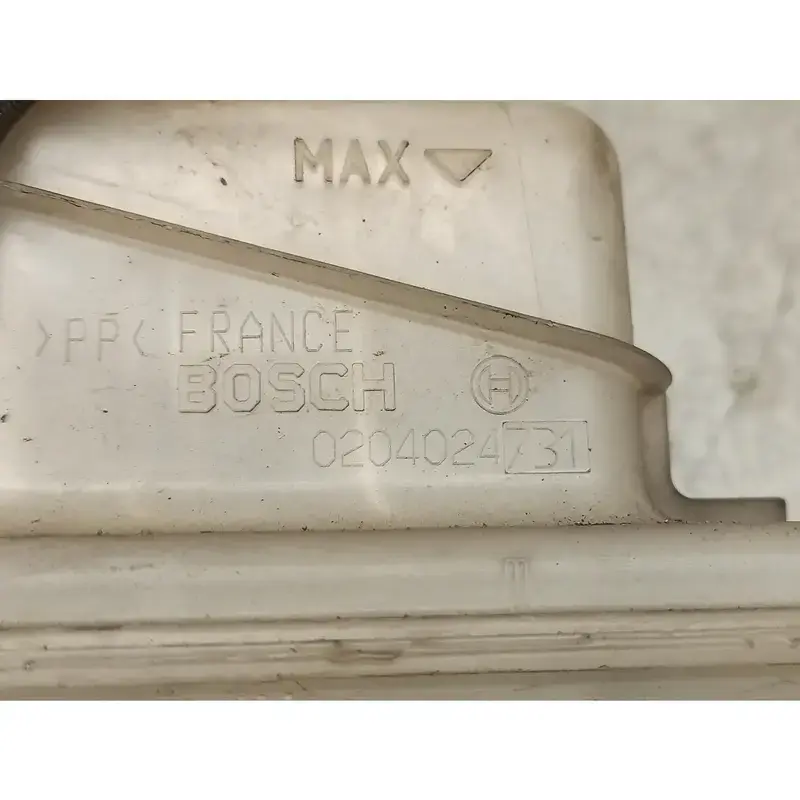 MAX
>PP< FRANCE
BOSCH
0204024731